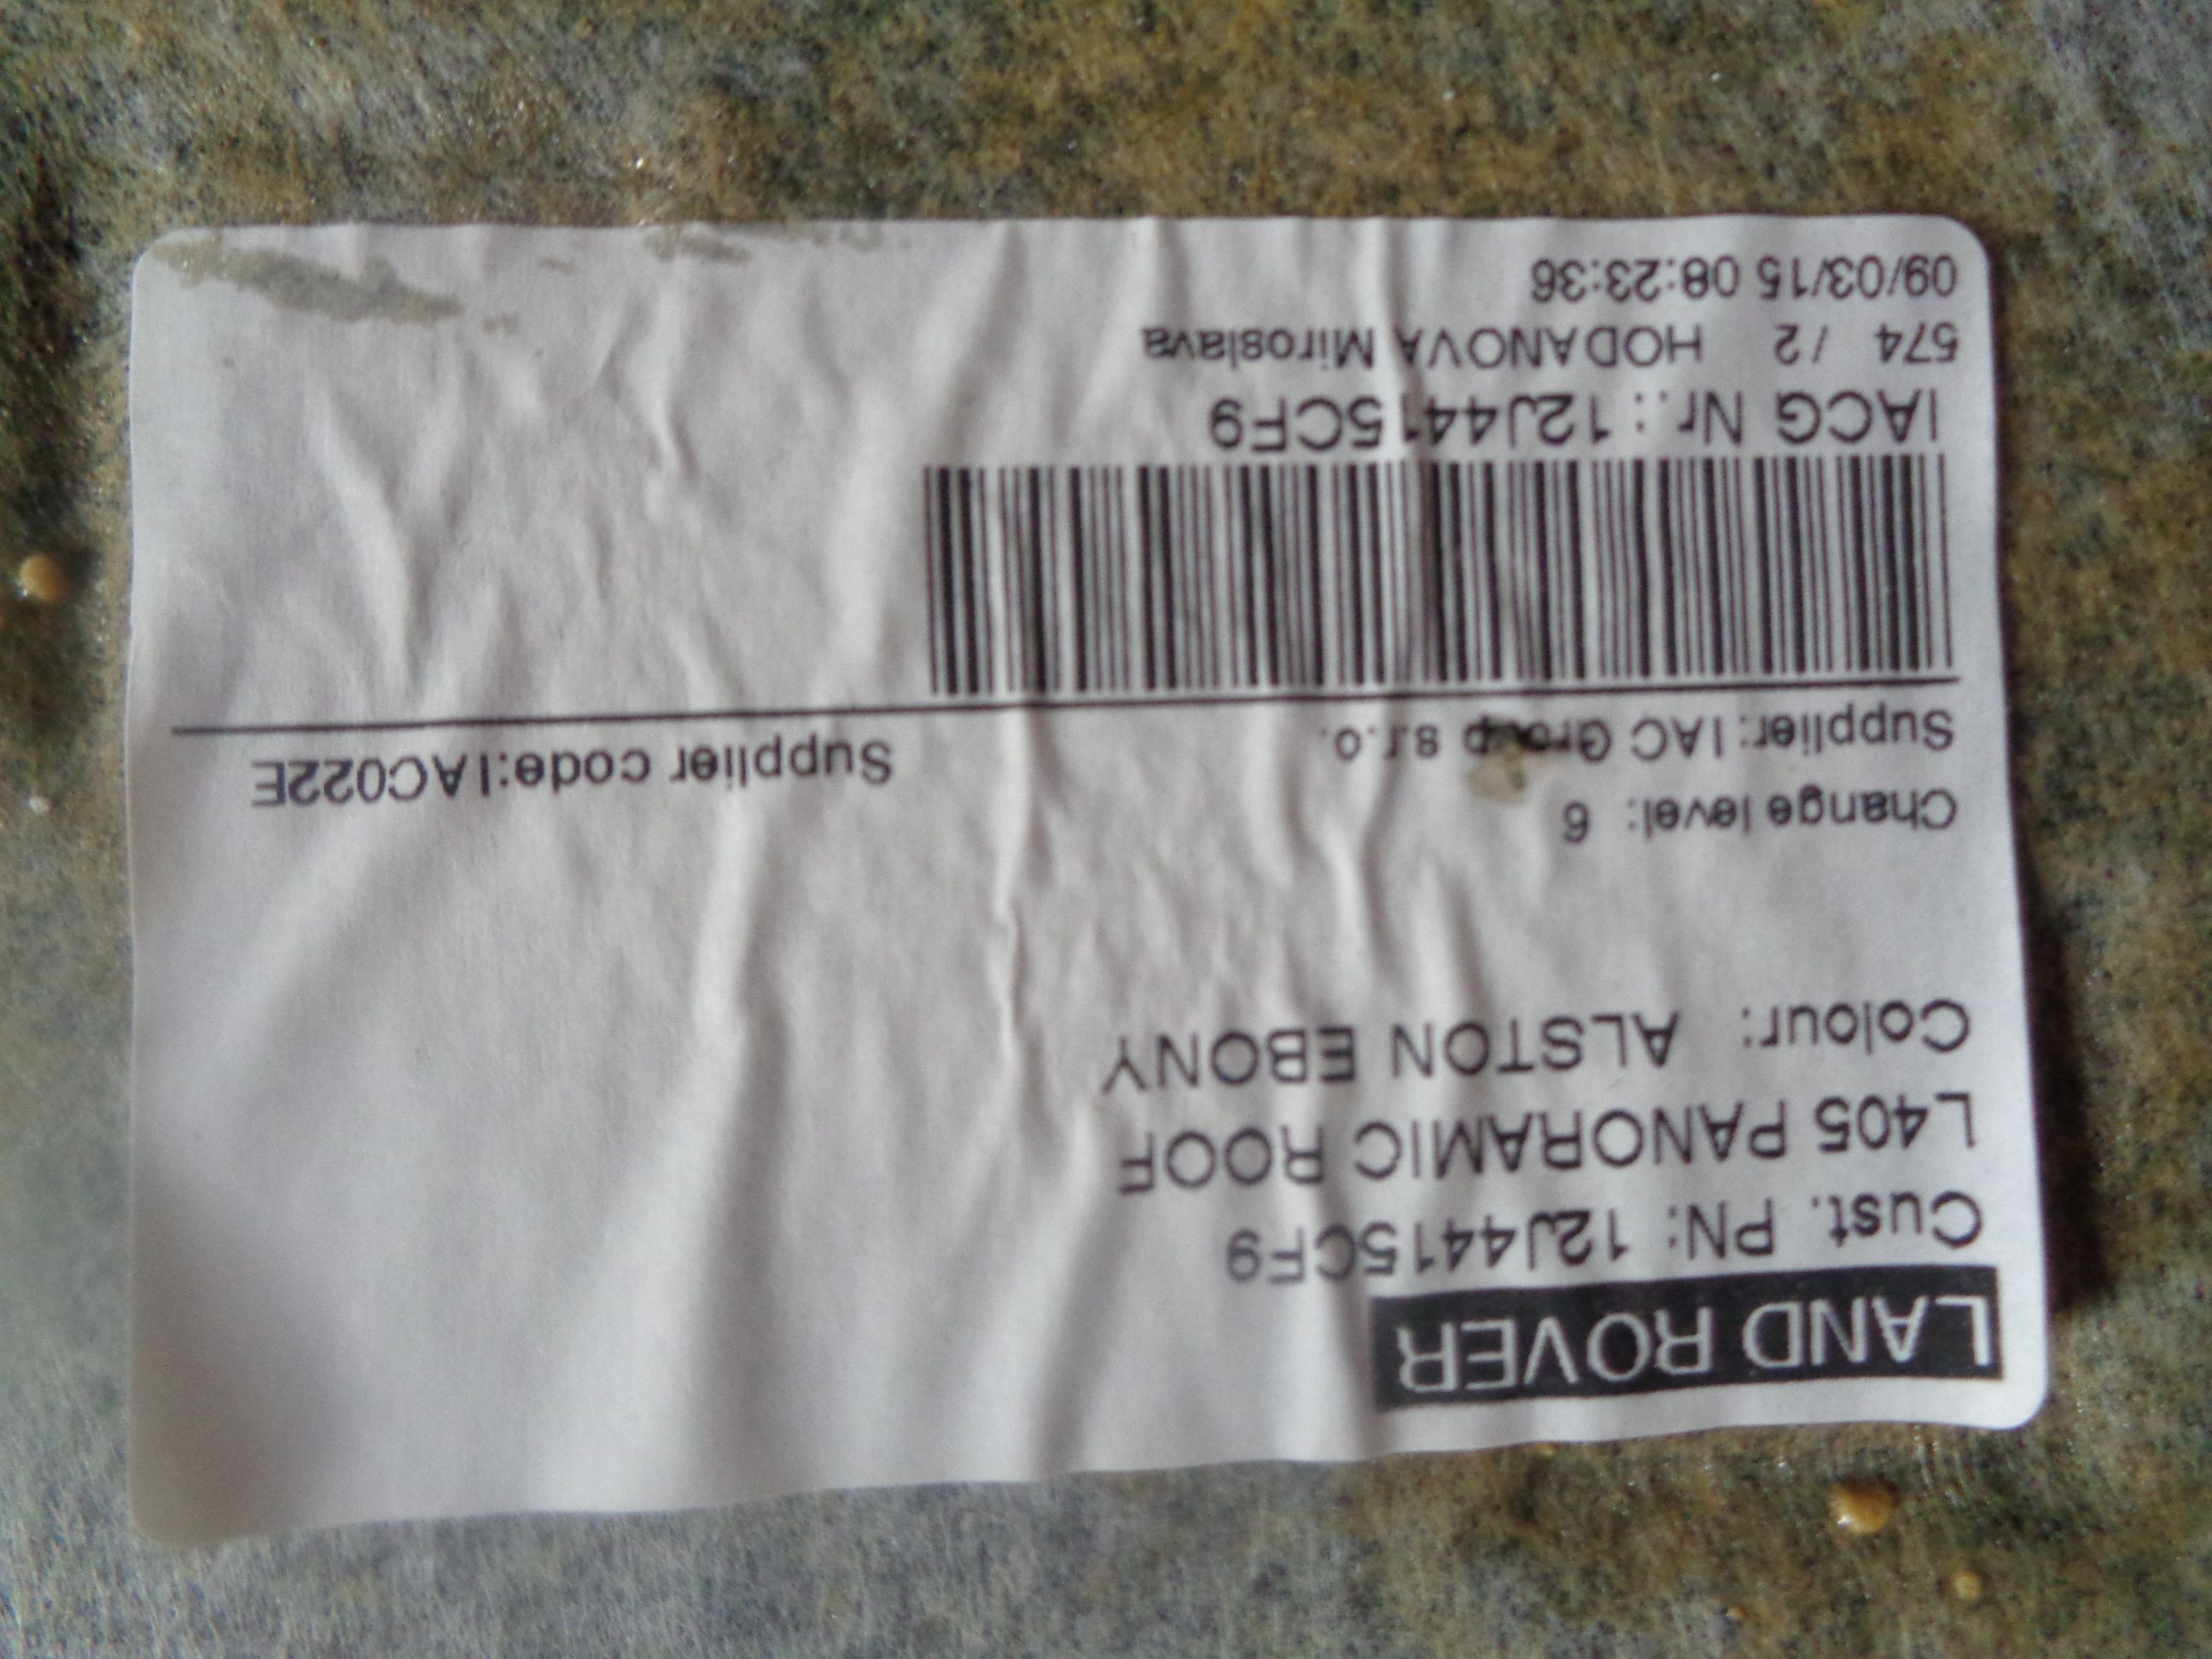 LAND ROVER
Cust. PN: 12J4415CF9
L405 PANORAMIC ROOF
Colour: ALSTON EBONY
Change level: 6
Supplier: IAC Group s.r.o. Supplier code:IAC022E
IACG Nr.: 12J4415CF9
574 / 2 HODANOVA Miroslava
09/03/15 08:23:36